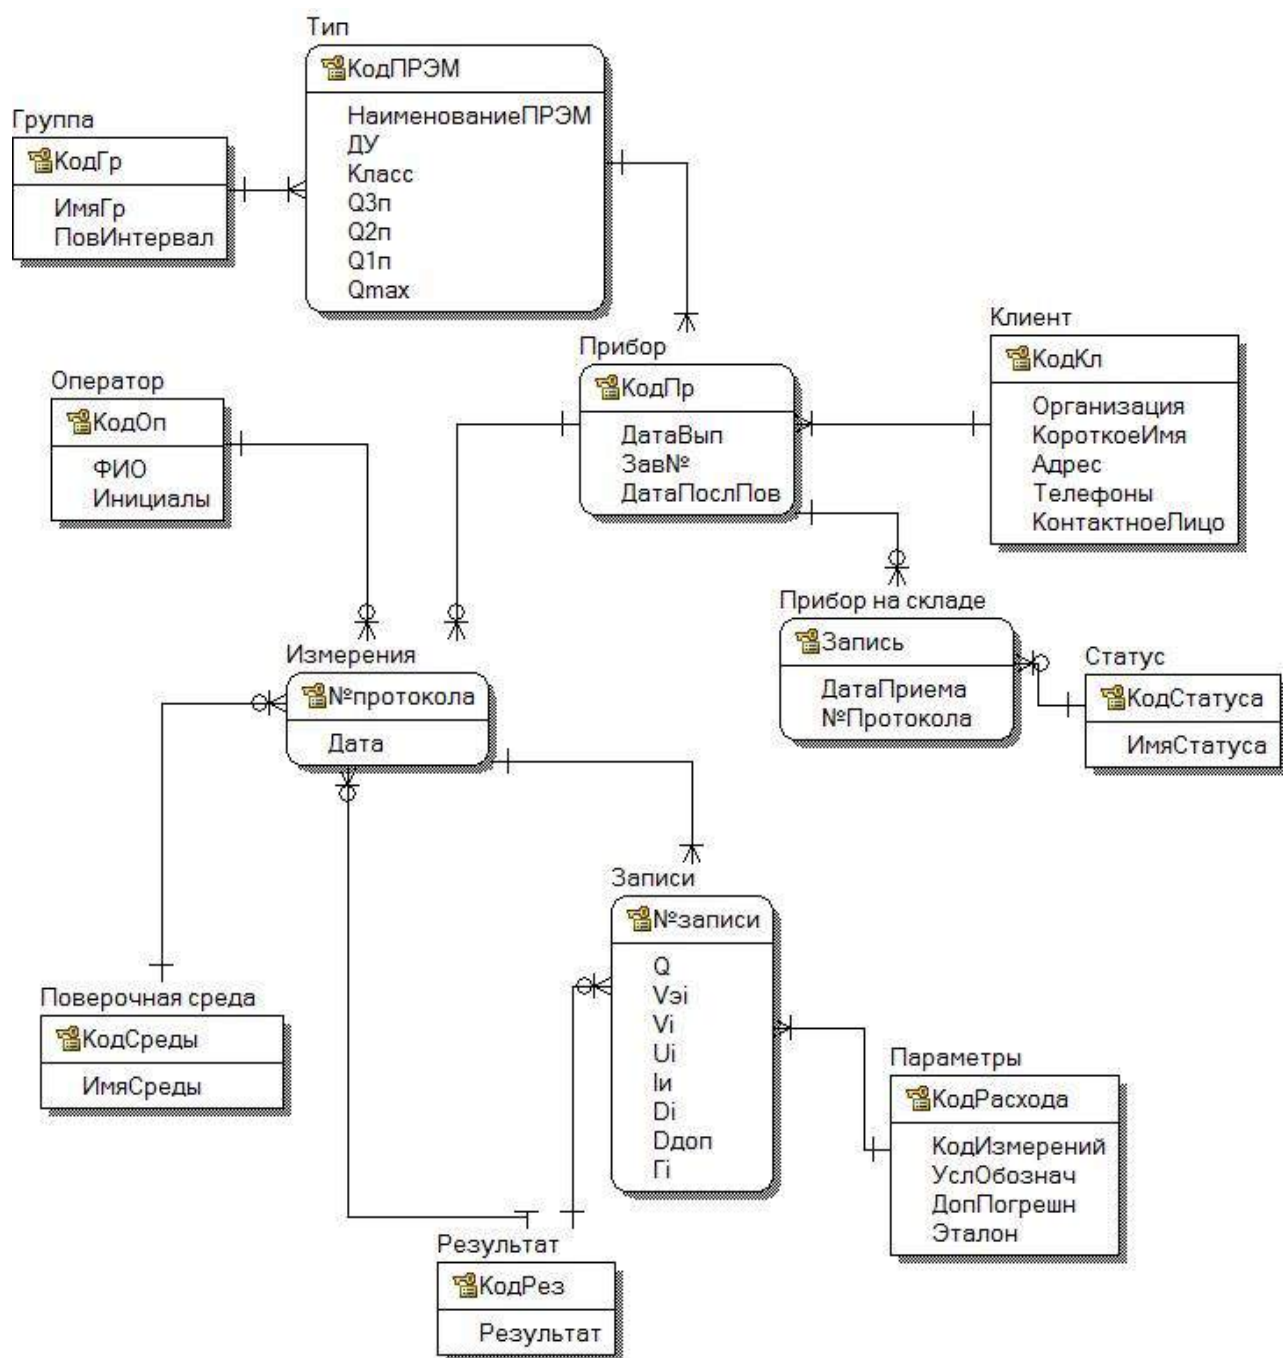 Тип
КодПРЭМ
НаименованиеПРЭМ
ДУ
Класс
Q3п
Q2п
Q1п
Qmax
Группа
КодГр
ИмяГр
ПовИнтервал
Прибор
КодПр
ДатаВып
Зав№
ДатаПослПов
Клиент
КодКл
Организация
КороткоеИмя
Адрес
Телефоны
КонтактноеЛицо
Оператор
КодОп
ФИО
Инициалы
Прибор на складе
Запись
ДатаПриема
№Протокола
Статус
КодСтатуса
ИмяСтатуса
Измерения
№протокола
Дата
Записи
№записи
Q
Vэi
Vi
Ui
Iи
Di
Dдоп
Гi
Поверочная среда
КодСреды
ИмяСреды
Параметры
КодРасхода
КодИзмерений
УслОбознач
ДопПогрешн
Эталон
Результат
КодРез
Результат